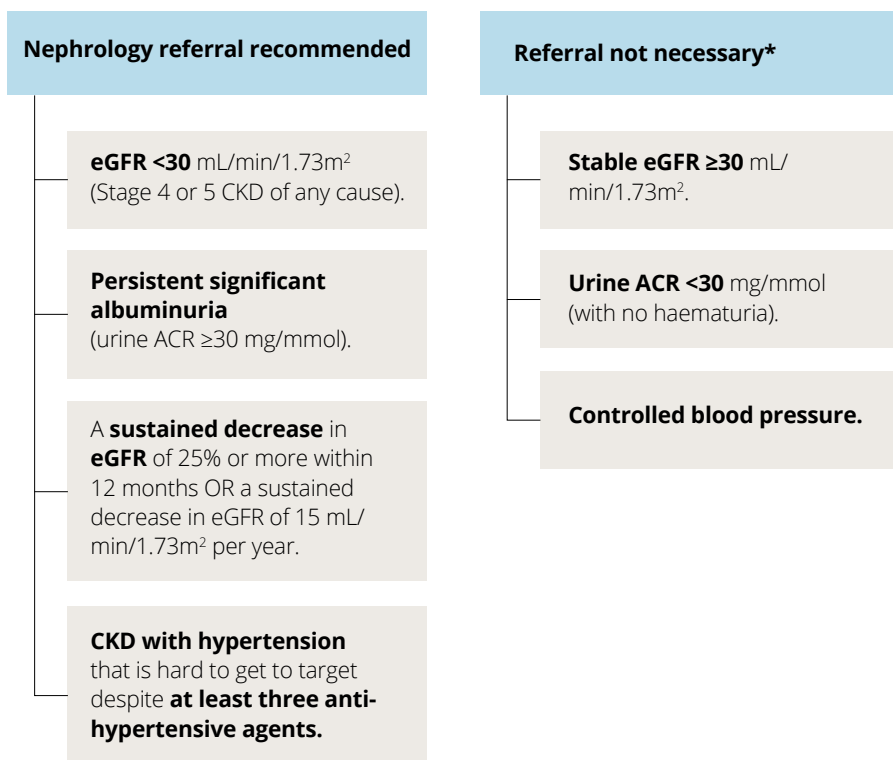 Nephrology referral recommended
eGFR <30 mL/min/1.73m²
(Stage 4 or 5 CKD of any cause).
Persistent significant
albuminuria
(urine ACR ≥30 mg/mmol).
A sustained decrease in
eGFR of 25% or more within
12 months OR a sustained
decrease in eGFR of 15 mL/
min/1.73m² per year.
CKD with hypertension
that is hard to get to target
despite at least three anti-
hypertensive agents.
Referral not necessary*
Stable eGFR ≥30 mL/
min/1.73m².
Urine ACR <30 mg/mmol
(with no haematuria).
Controlled blood pressure.